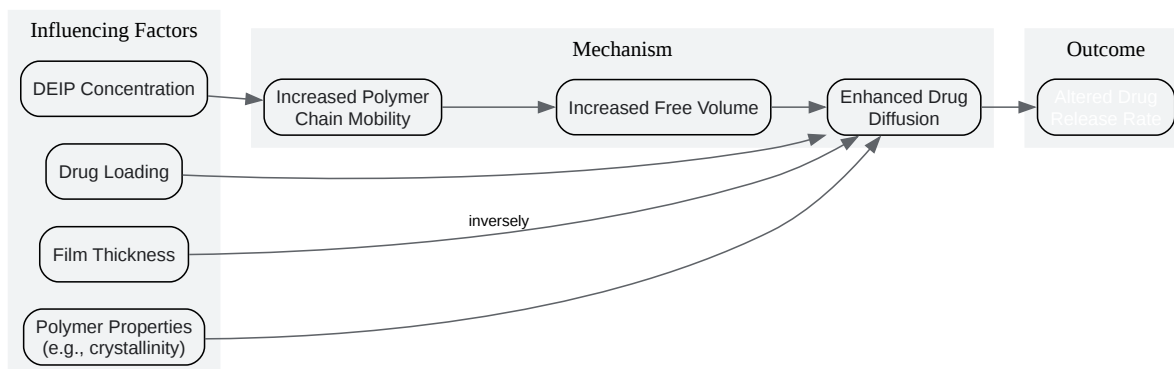 Influencing Factors
DEIP Concentration
Drug Loading
Film Thickness
Polymer Properties
(e.g., crystallinity)
Mechanism
Increased Polymer
Chain Mobility
Increased Free Volume
Enhanced Drug
Diffusion
inversely
Outcome
Altered Drug
Release Rate